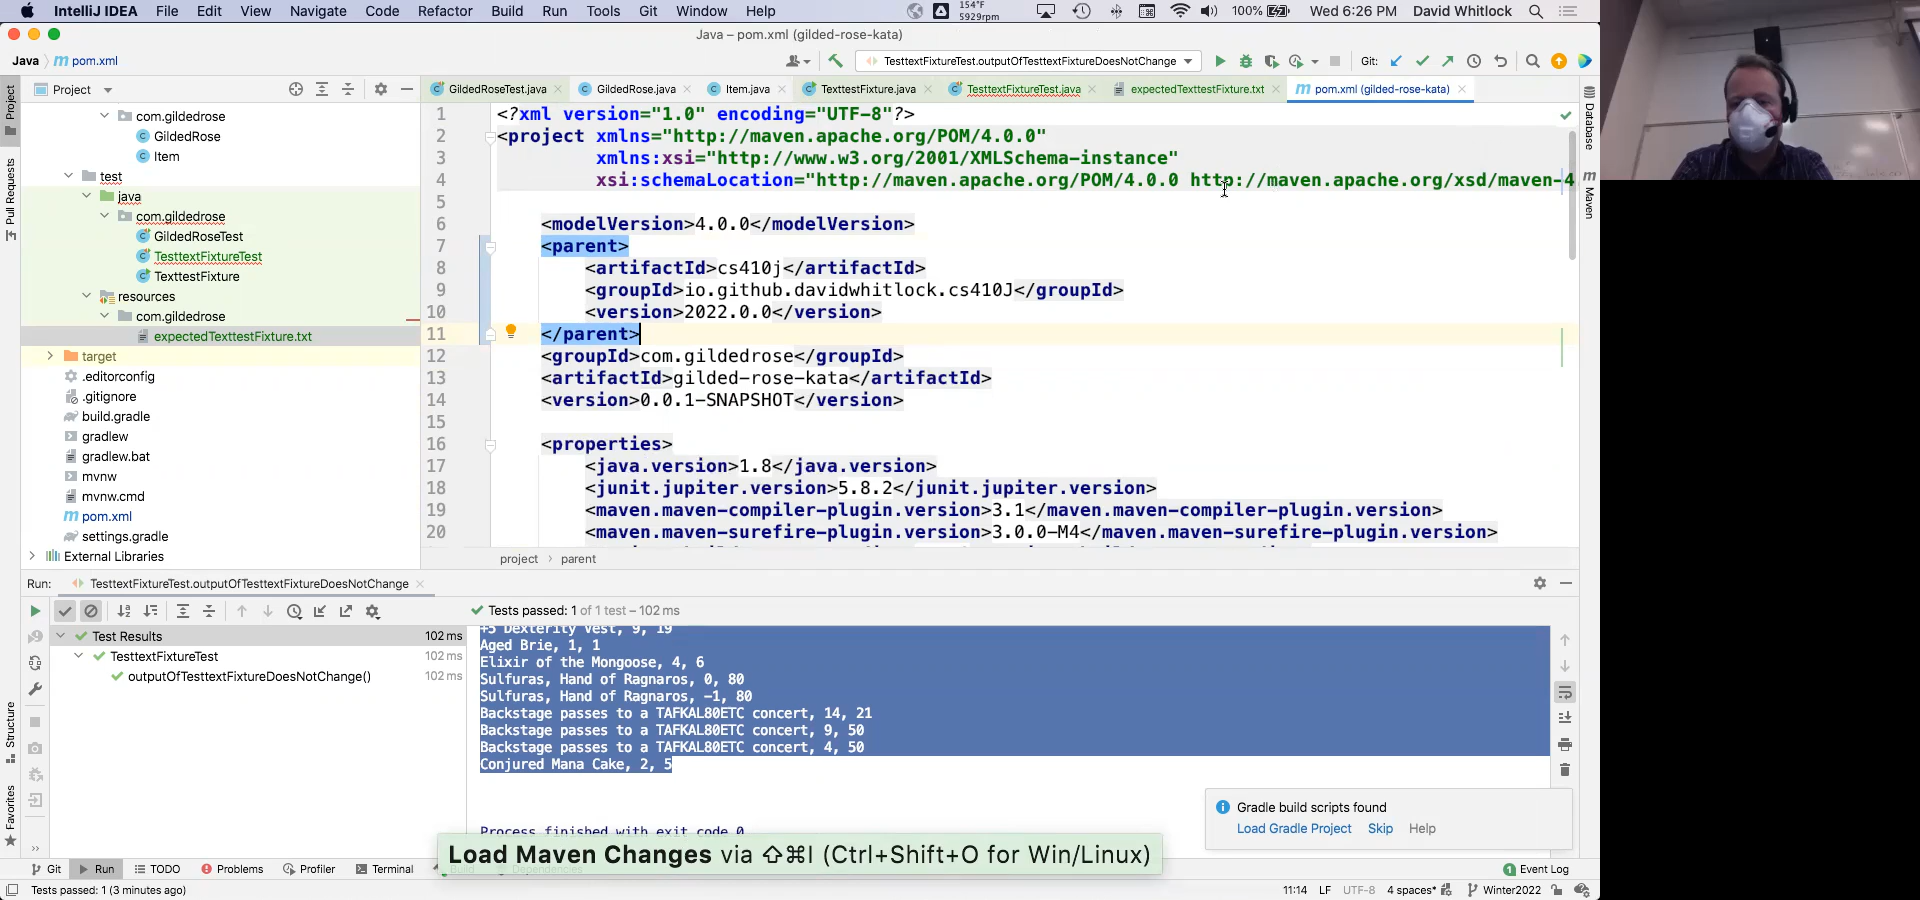 IntelliJ IDEA File Edit View Navigate Code Refactor Build Run Tools Git Window Help 154°F 5929rpm 100% Wed 6:26 PM David Whitlock
Java – pom.xml (gilded-rose-kata)
Java pom.xml TesttextFixtureTest.outputOfTesttextFixtureDoesNotChange Git:
Project GildedRoseTest.java GildedRose.java Item.java TexttestFixture.java TesttextFixtureTest.java expectedTexttestFixture.txt pom.xml (gilded-rose-kata)
Project
Pull Requests
Structure
Favorites
Database
Maven
com.gildedrose
GildedRose
Item
test
java
com.gildedrose
GildedRoseTest
TesttextFixtureTest
TexttestFixture
resources
com.gildedrose
expectedTexttestFixture.txt
target
.editorconfig
.gitignore
build.gradle
gradlew
gradlew.bat
mvnw
mvnw.cmd
pom.xml
settings.gradle
External Libraries
1 <?xml version="1.0" encoding="UTF-8"?>
2 <project xmlns="http://maven.apache.org/POM/4.0.0"
3 xmlns:xsi="http://www.w3.org/2001/XMLSchema-instance"
4 xsi:schemaLocation="http://maven.apache.org/POM/4.0.0 http://maven.apache.org/xsd/maven-4
5
6 <modelVersion>4.0.0</modelVersion>
7 <parent>
8 <artifactId>cs410j</artifactId>
9 <groupId>io.github.davidwhitlock.cs410J</groupId>
10 <version>2022.0.0</version>
11 </parent>
12 <groupId>com.gildedrose</groupId>
13 <artifactId>gilded-rose-kata</artifactId>
14 <version>0.0.1-SNAPSHOT</version>
15
16 <properties>
17 <java.version>1.8</java.version>
18 <junit.jupiter.version>5.8.2</junit.jupiter.version>
19 <maven.maven-compiler-plugin.version>3.1</maven.maven-compiler-plugin.version>
20 <maven.maven-surefire-plugin.version>3.0.0-M4</maven.maven-surefire-plugin.version>
project › parent
Run: TesttextFixtureTest.outputOfTesttextFixtureDoesNotChange
Tests passed: 1 of 1 test – 102 ms
Test Results 102 ms
TesttextFixtureTest 102 ms
outputOfTesttextFixtureDoesNotChange() 102 ms
+5 Dexterity Vest, 9, 19
Aged Brie, 1, 1
Elixir of the Mongoose, 4, 6
Sulfuras, Hand of Ragnaros, 0, 80
Sulfuras, Hand of Ragnaros, -1, 80
Backstage passes to a TAFKAL80ETC concert, 14, 21
Backstage passes to a TAFKAL80ETC concert, 9, 50
Backstage passes to a TAFKAL80ETC concert, 4, 50
Conjured Mana Cake, 2, 5
Process finished with exit code 0
Gradle build scripts found
Load Gradle Project Skip Help
Load Maven Changes via ⇧⌘I (Ctrl+Shift+O for Win/Linux)
Git Run TODO Problems Profiler Terminal Build Dependencies 1 Event Log
Tests passed: 1 (3 minutes ago) 11:14 LF UTF-8 4 spaces* Winter2022